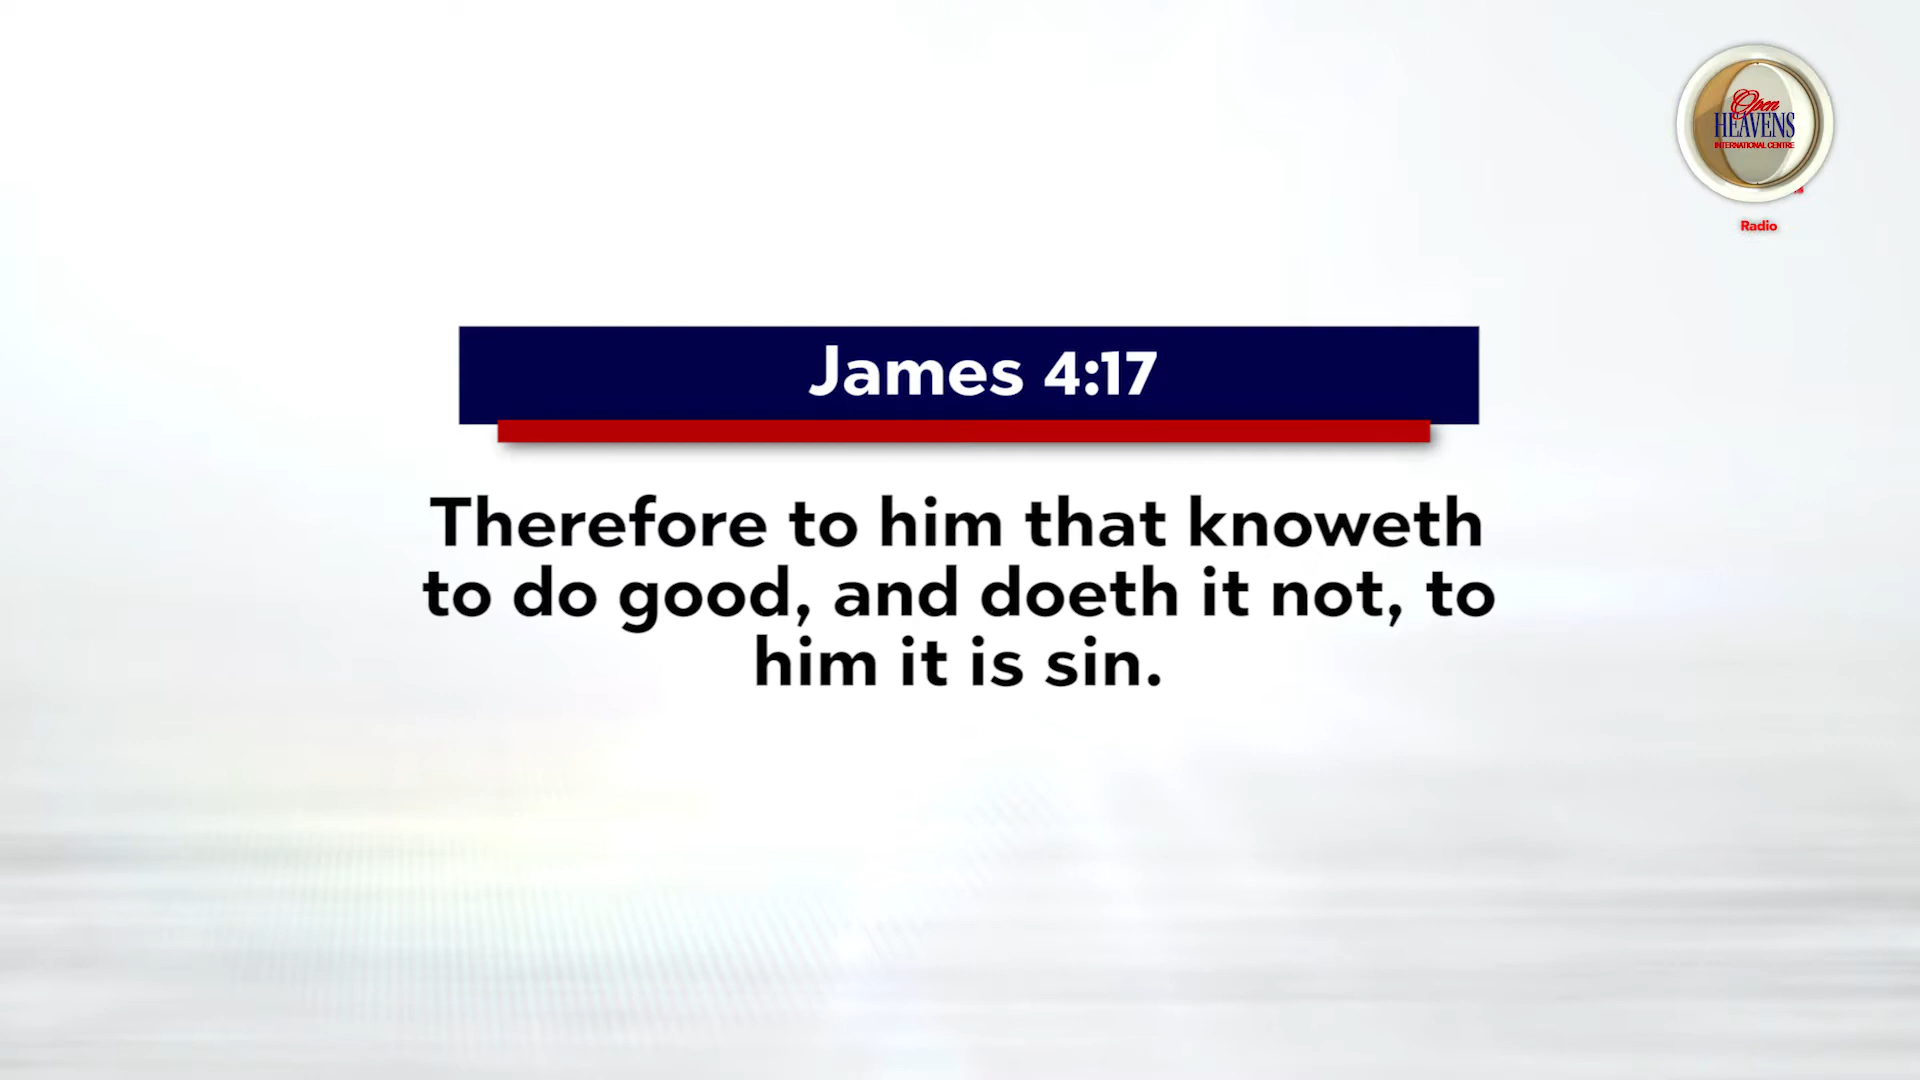 Open
HEAVENS
INTERNATIONAL CENTRE
Radio
James 4:17
Therefore to him that knoweth
to do good, and doeth it not, to
him it is sin.